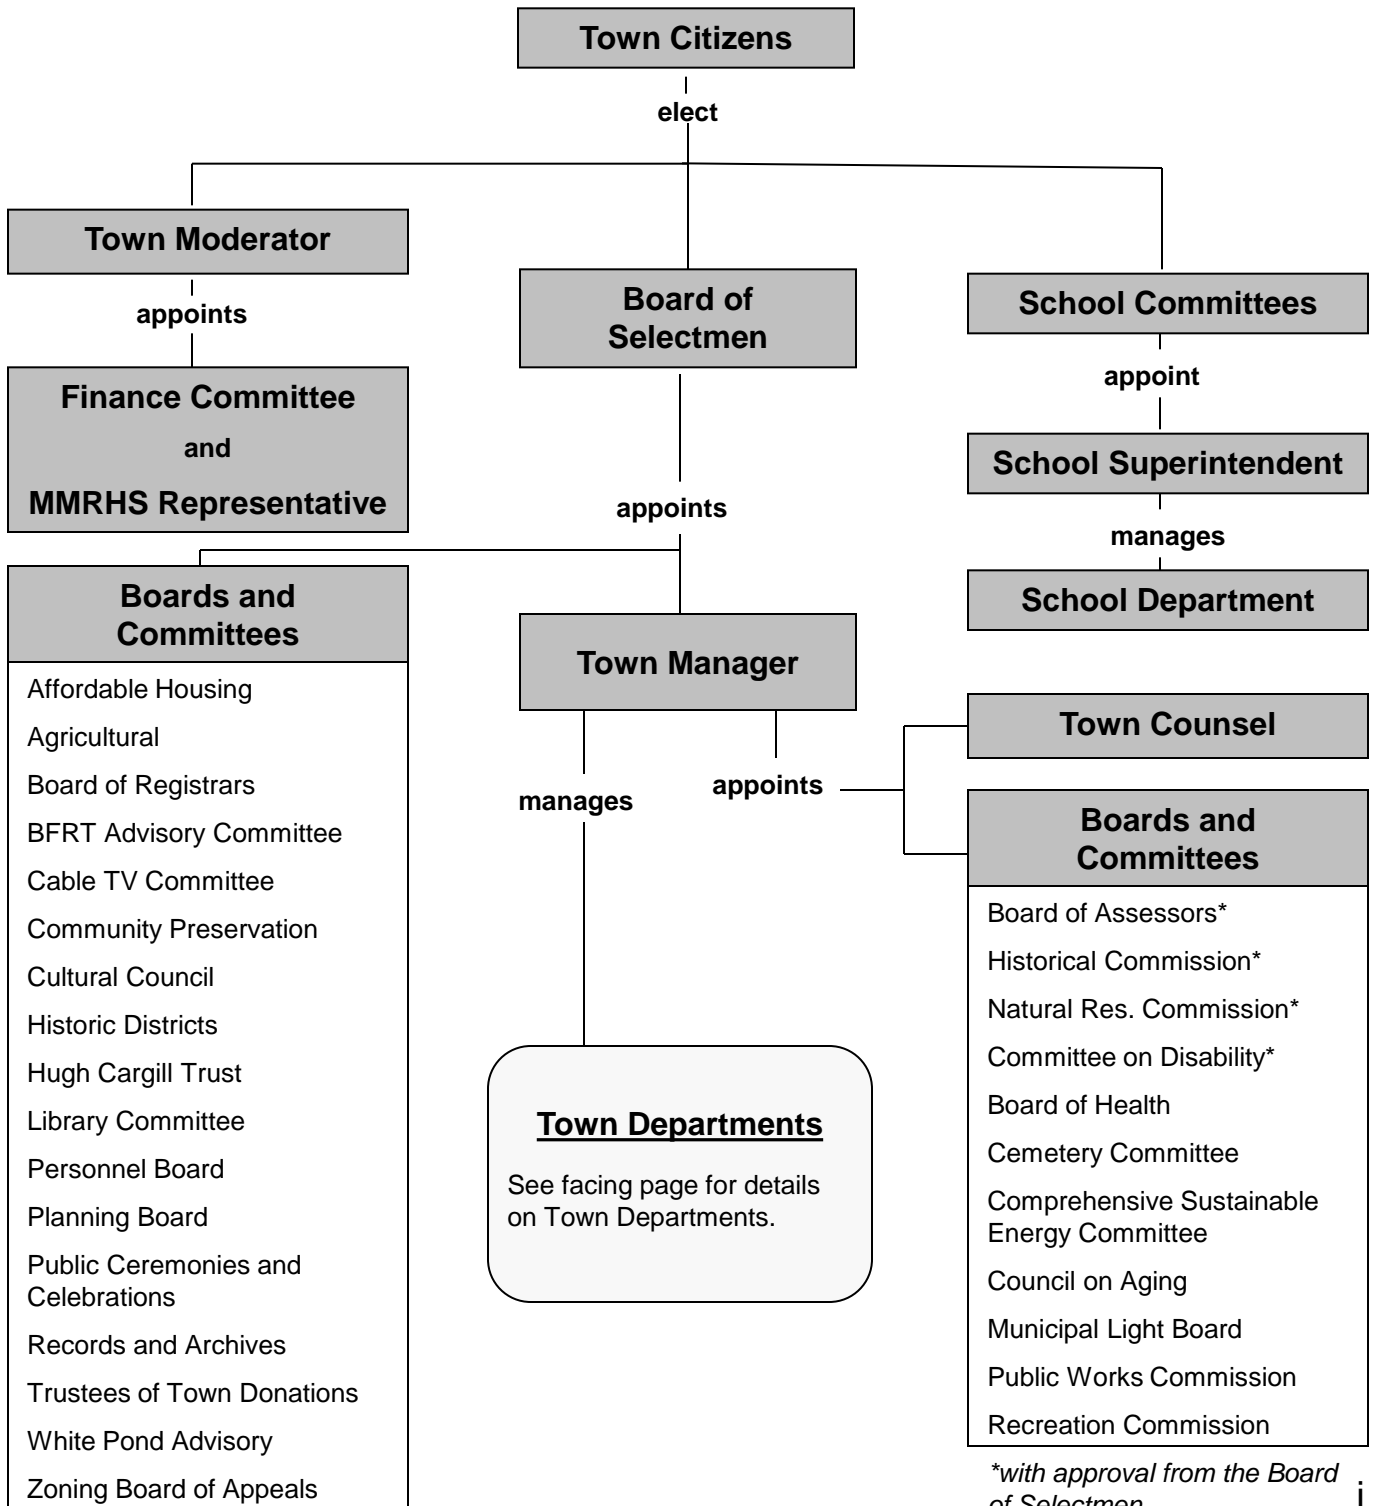 Town Citizens
elect
Town Moderator
appoints
Finance Committee
and
MMRHS Representative
Board of
Selectmen
appoints
School Committees
appoint
School Superintendent
manages
School Department
Boards and
Committees
Affordable Housing
Agricultural
Board of Registrars
BFRT Advisory Committee
Cable TV Committee
Community Preservation
Cultural Council
Historic Districts
Hugh Cargill Trust
Library Committee
Personnel Board
Planning Board
Public Ceremonies and
Celebrations
Records and Archives
Trustees of Town Donations
White Pond Advisory
Zoning Board of Appeals
Town Manager
manages
appoints
Town Departments
See facing page for details
on Town Departments.
Town Counsel
Boards and
Committees
Board of Assessors*
Historical Commission*
Natural Res. Commission*
Committee on Disability*
Board of Health
Cemetery Committee
Comprehensive Sustainable
Energy Committee
Council on Aging
Municipal Light Board
Public Works Commission
Recreation Commission
*with approval from the Board
of Selectmen
i